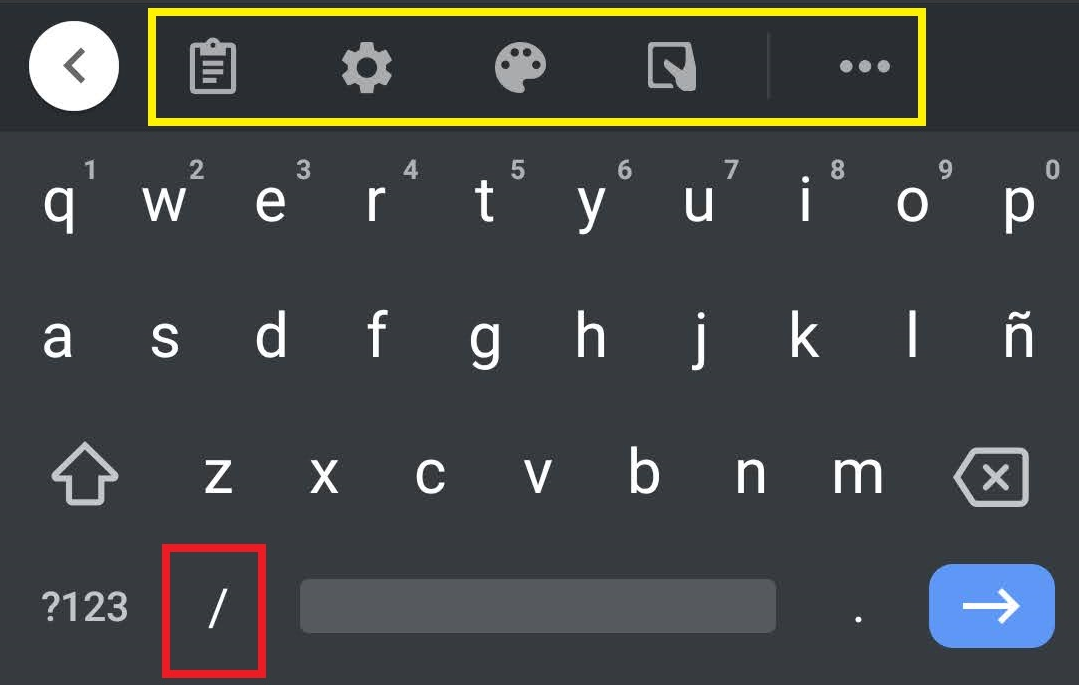 1 2 3 4 5 6 7 8 9 0
q w e r t y u i o p
a s d f g h j k l ñ
z x c v b n m
?123 / .